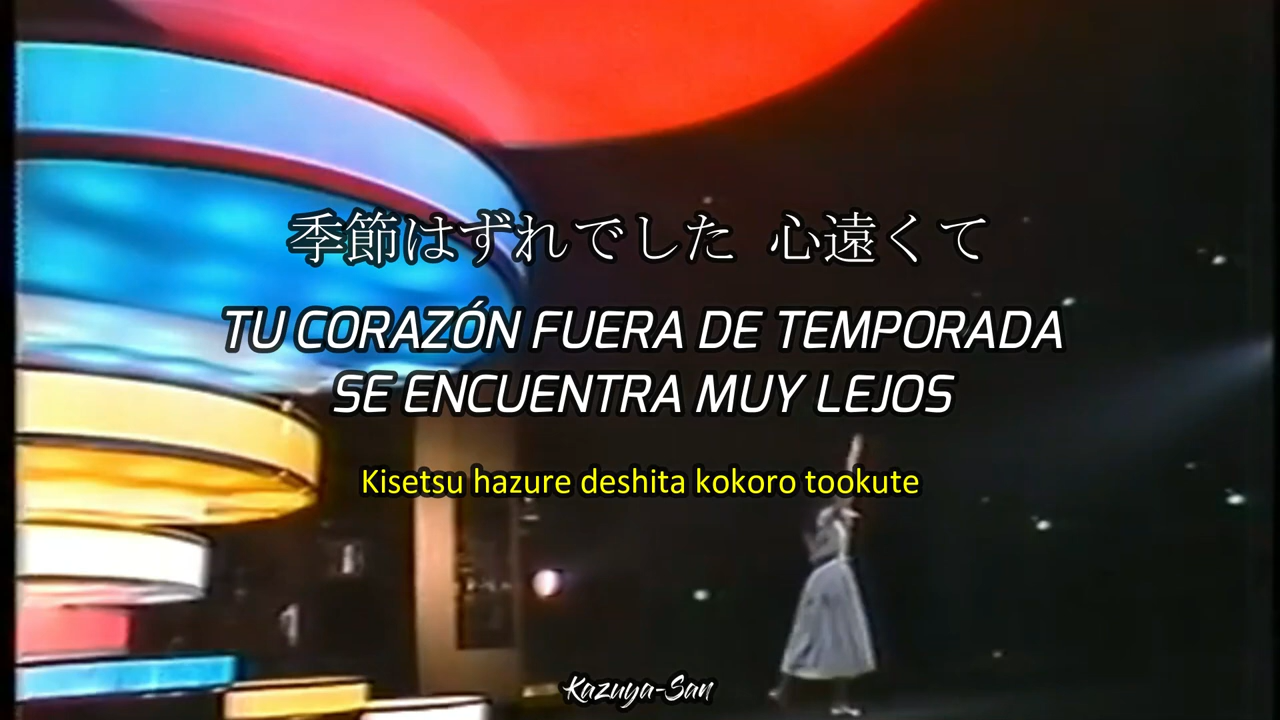 季節はずれでした 心遠くて
TU CORAZÓN FUERA DE TEMPORADA
SE ENCUENTRA MUY LEJOS
Kisetsu hazure deshita kokoro tookute
Kazuya-San